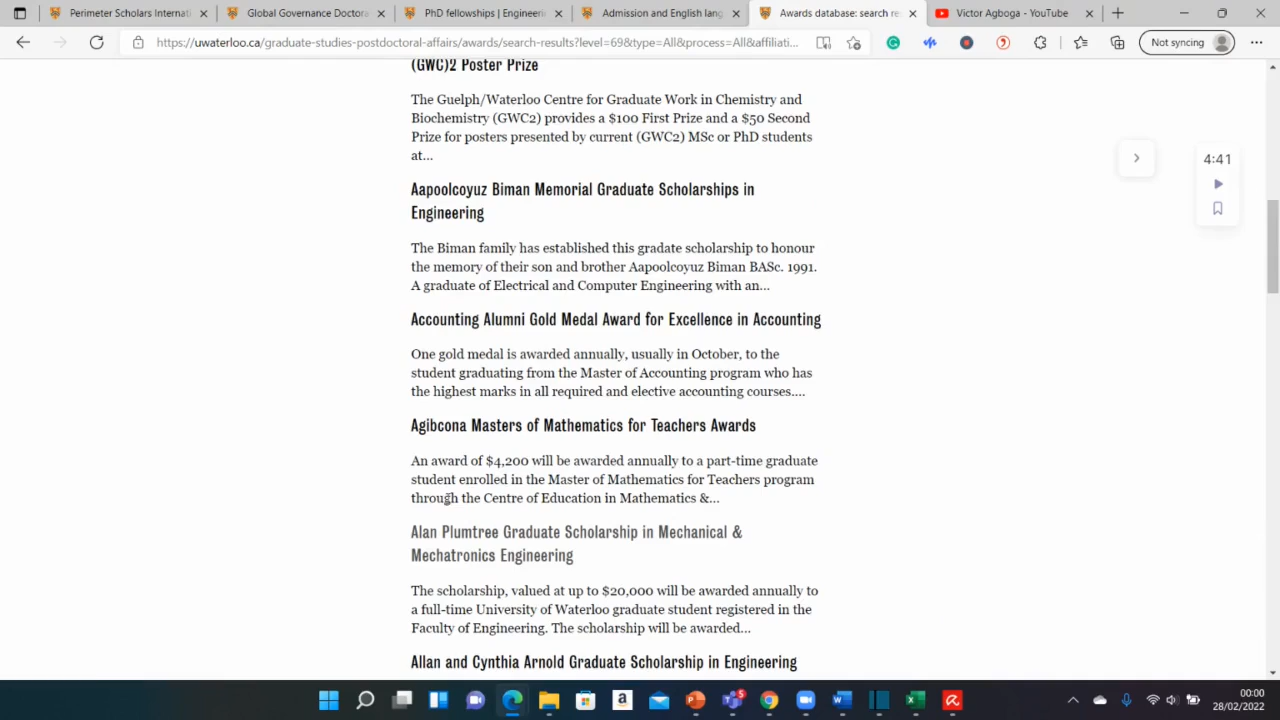 Perimeter Scholars Internati
Global Governance Doctora
PhD fellowships | Engineerin
Admission and English lang
Awards database: search re
Victor Agboga - YouTube
https://uwaterloo.ca/graduate-studies-postdoctoral-affairs/awards/search-results?level=69&type=All&process=All&affiliati...
Not syncing
(GWC)2 Poster Prize
The Guelph/Waterloo Centre for Graduate Work in Chemistry and
Biochemistry (GWC2) provides a $100 First Prize and a $50 Second
Prize for posters presented by current (GWC2) MSc or PhD students
at...
4:41
Aapoolcoyuz Biman Memorial Graduate Scholarships in
Engineering
The Biman family has established this gradate scholarship to honour
the memory of their son and brother Aapoolcoyuz Biman BASc. 1991.
A graduate of Electrical and Computer Engineering with an...
Accounting Alumni Gold Medal Award for Excellence in Accounting
One gold medal is awarded annually, usually in October, to the
student graduating from the Master of Accounting program who has
the highest marks in all required and elective accounting courses....
Agibcona Masters of Mathematics for Teachers Awards
An award of $4,200 will be awarded annually to a part-time graduate
student enrolled in the Master of Mathematics for Teachers program
through the Centre of Education in Mathematics &...
Alan Plumtree Graduate Scholarship in Mechanical &
Mechatronics Engineering
The scholarship, valued at up to $20,000 will be awarded annually to
a full-time University of Waterloo graduate student registered in the
Faculty of Engineering. The scholarship will be awarded...
Allan and Cynthia Arnold Graduate Scholarship in Engineering
5
00:00
28/02/2022